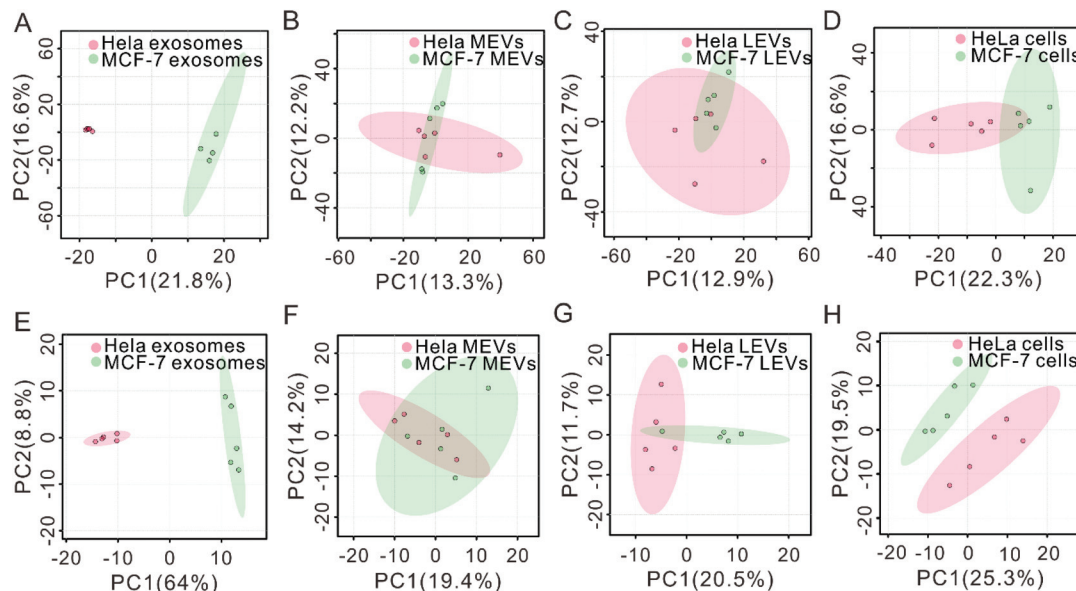 A
Hela exosomes
MCF-7 exosomes
PC2(16.6%)
60
20
-20
-60
-20
0
20
PC1(21.8%)
B
Hela MEVs
MCF-7 MEVs
PC2(12.2%)
40
0
-40
-60
-20
20
60
PC1(13.3%)
C
Hela LEVs
MCF-7 LEVs
PC2(12.7%)
40
0
-40
-60
-20
0
20
60
PC1(12.9%)
D
HeLa cells
MCF-7 cells
PC2(16.6%)
40
0
40
-40
-20
0
20
PC1(22.3%)
E
Hela exosomes
MCF-7 exosomes
PC2(8.8%)
20
10
0
-10
-20
-20
-10
0
10
20
PC1(64%)
F
Hela MEVs
MCF-7 MEVs
PC2(14.2%)
20
10
0
-10
-20
-20
-10
0
10
20
PC1(19.4%)
G
Hela LEVs
MCF-7 LEVs
PC2(11.7%)
20
10
0
-10
-20
-10
0
10
20
PC1(20.5%)
H
HeLa cells
MCF-7 cells
PC2(19.5%)
20
10
0
-10
-20
-10
0
10
20
PC1(25.3%)